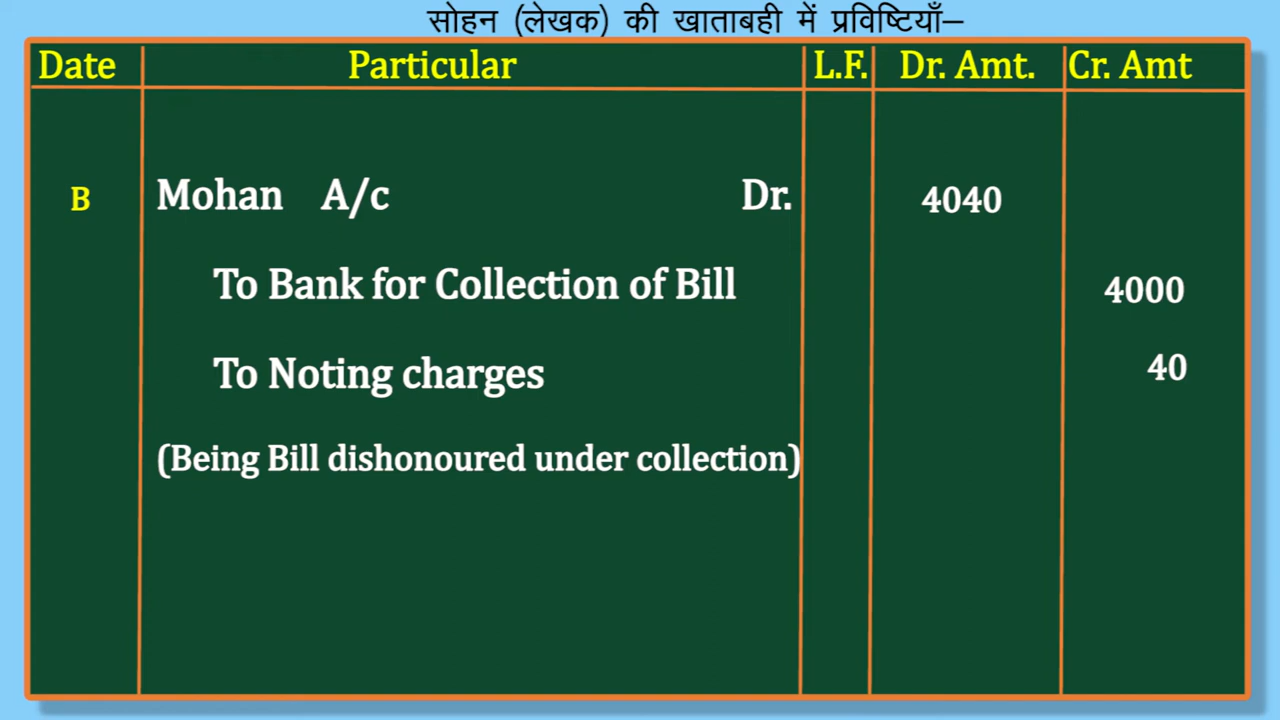 सोहन (लेखक) की खाताबही में प्रविष्टियाँ–
Date Particular L.F. Dr. Amt. Cr. Amt
B Mohan A/c Dr. 4040
To Bank for Collection of Bill 4000
To Noting charges 40
(Being Bill dishonoured under collection)